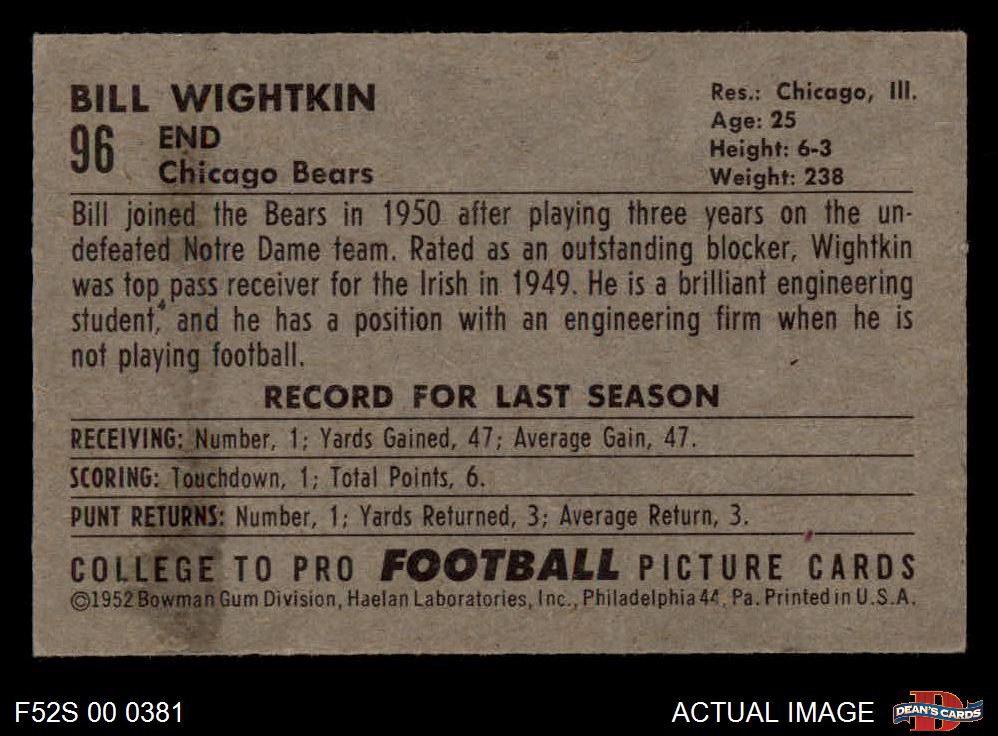 BILL WIGHTKIN
96
END
Chicago Bears
Res.: Chicago, Ill.
Age: 25
Height: 6-3
Weight: 238
Bill joined the Bears in 1950 after playing three years on the un-
defeated Notre Dame team. Rated as an outstanding blocker, Wightkin
was top pass receiver for the Irish in 1949. He is a brilliant engineering
student, and he has a position with an engineering firm when he is
not playing football.
RECORD FOR LAST SEASON
RECEIVING: Number, 1; Yards Gained, 47; Average Gain, 47.
SCORING: Touchdown, 1; Total Points, 6.
PUNT RETURNS: Number, 1; Yards Returned, 3; Average Return, 3.
COLLEGE TO PRO FOOTBALL PICTURE CARDS
©1952 Bowman Gum Division, Haelan Laboratories, Inc., Philadelphia 44, Pa. Printed in U.S.A.
F52S 00 0381
ACTUAL IMAGE
D
DEAN'S CARDS